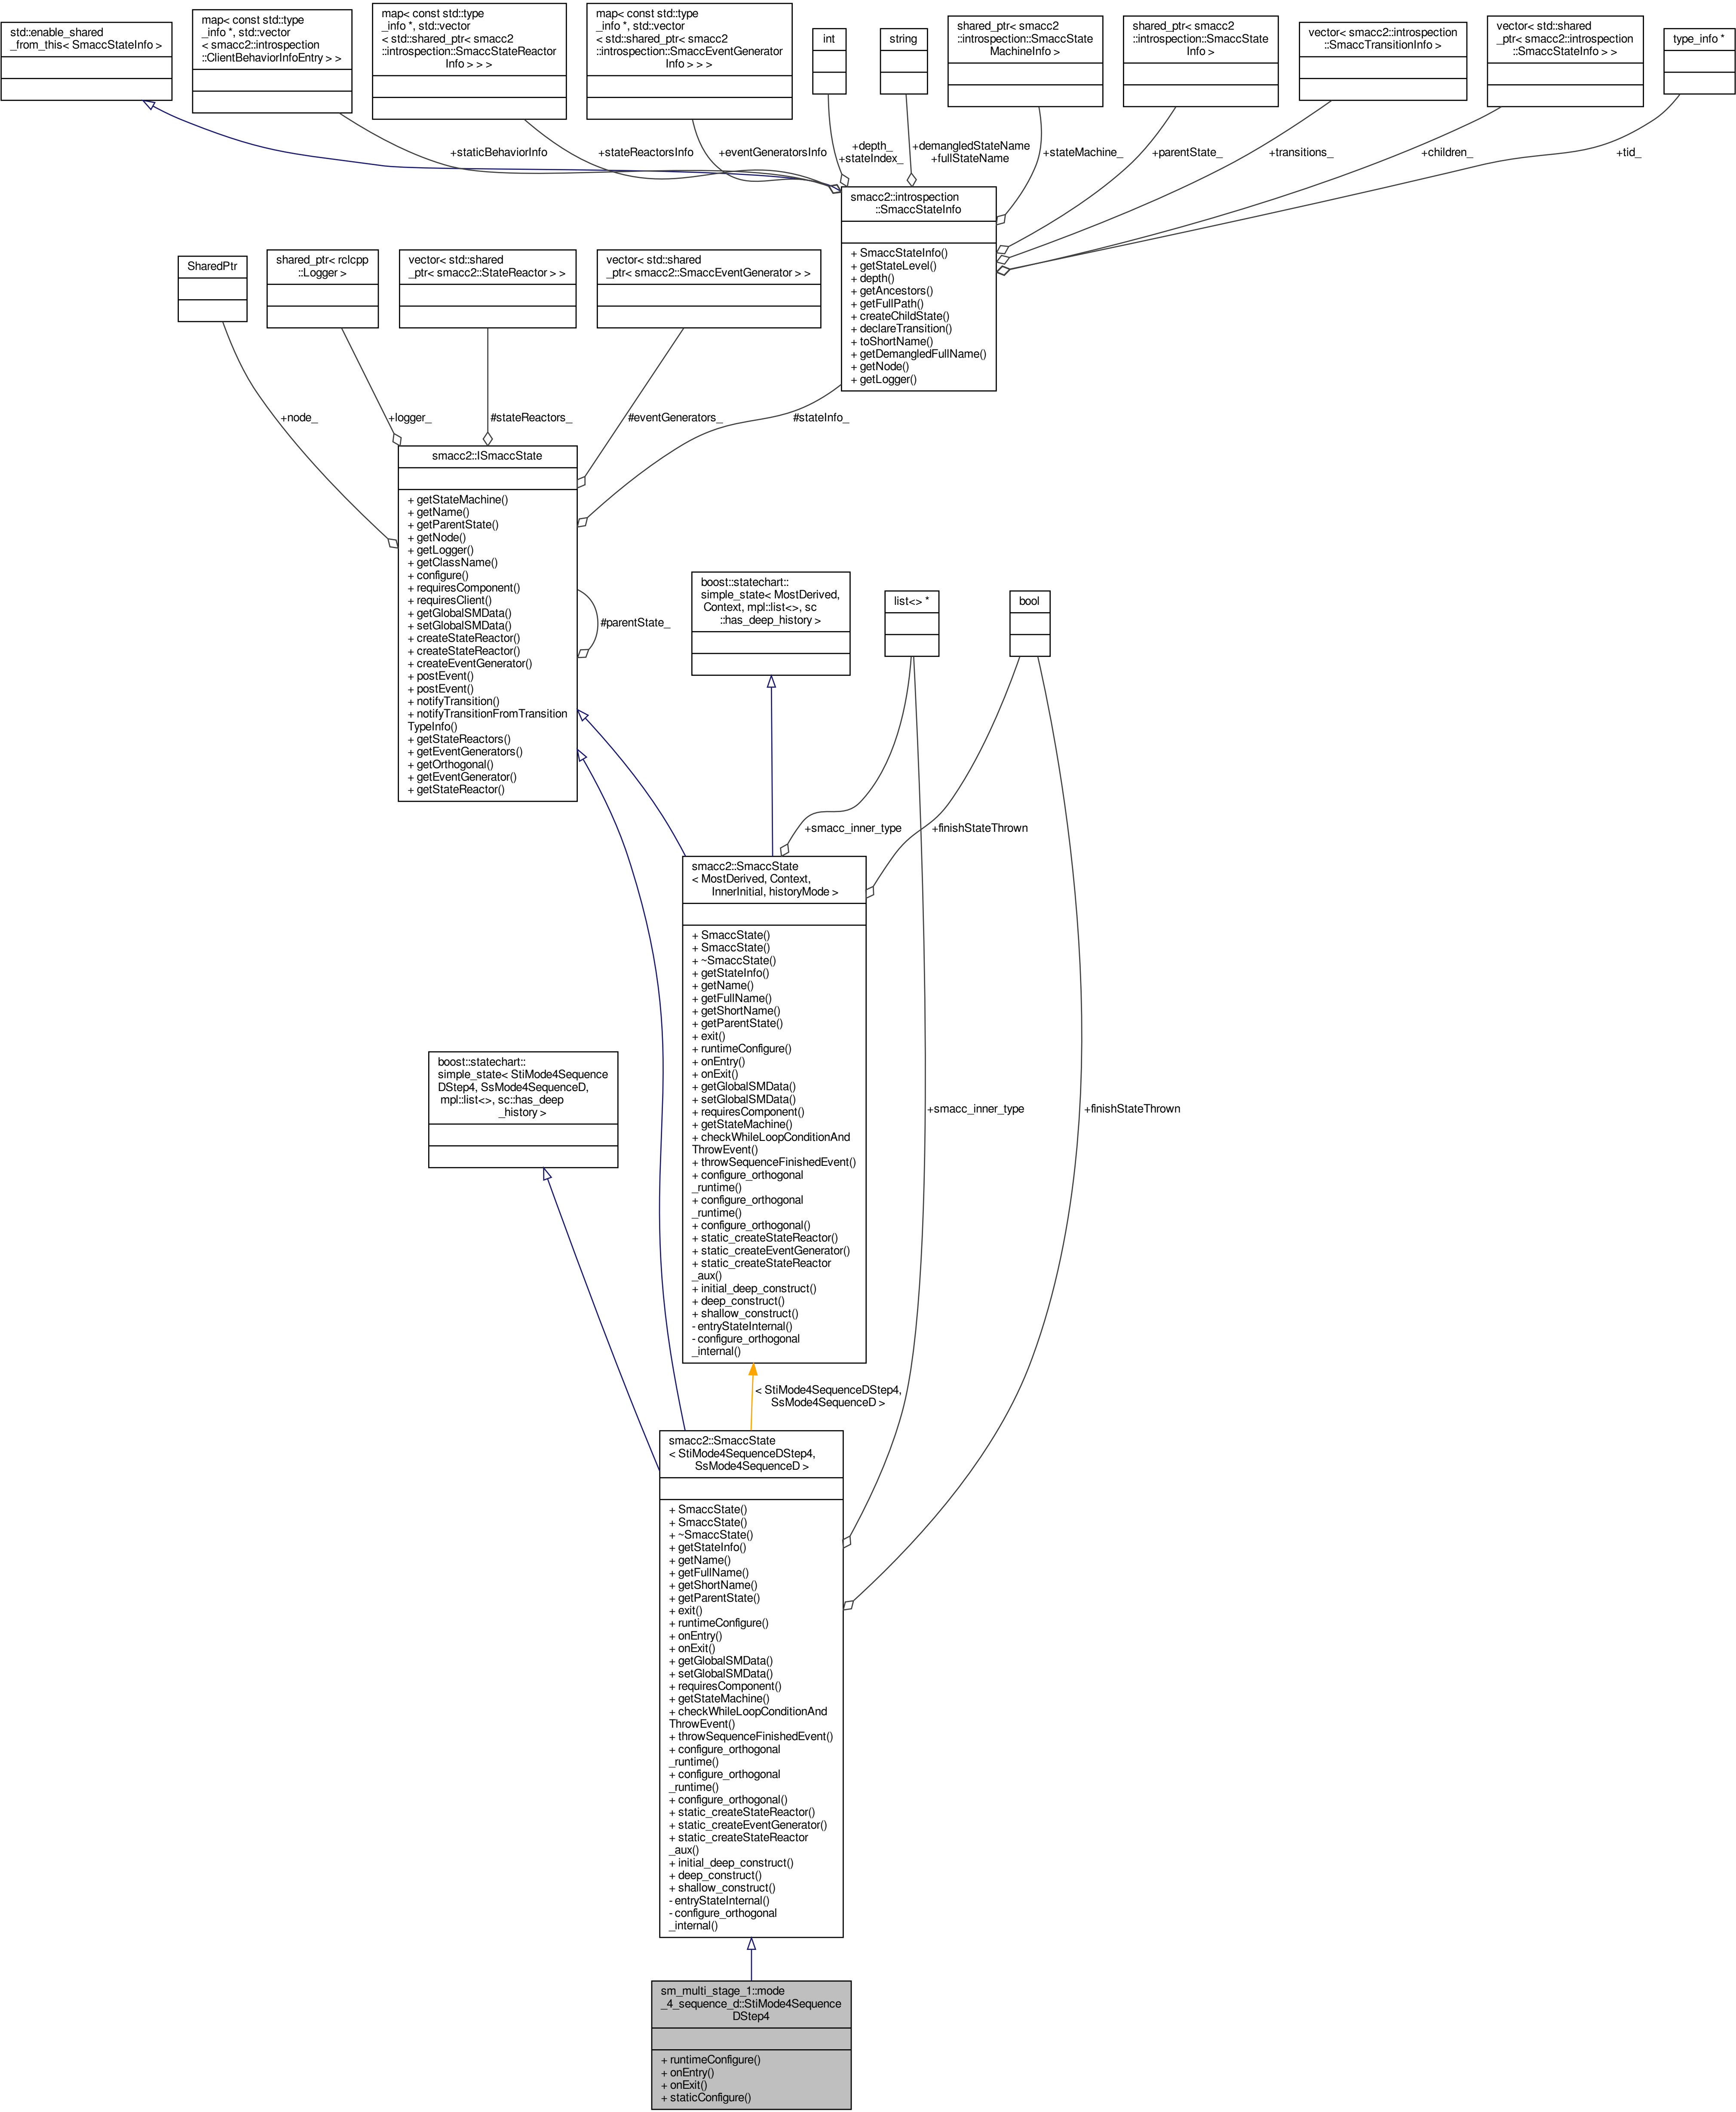 std::enable_shared
_from_this< SmaccStateInfo >
map< const std::type
_info *, std::vector
< smacc2::introspection
::ClientBehaviorInfoEntry > >
map< const std::type
_info *, std::vector
< std::shared_ptr< smacc2
::introspection::SmaccStateReactor
Info > > >
map< const std::type
_info *, std::vector
< std::shared_ptr< smacc2
::introspection::SmaccEventGenerator
Info > > >
int
string
shared_ptr< smacc2
::introspection::SmaccState
MachineInfo >
shared_ptr< smacc2
::introspection::SmaccState
Info >
vector< smacc2::introspection
::SmaccTransitionInfo >
vector< std::shared
_ptr< smacc2::introspection
::SmaccStateInfo > >
type_info *
+staticBehaviorInfo
+stateReactorsInfo
+eventGeneratorsInfo
+depth_
+stateIndex_
+demangledStateName
+fullStateName
+stateMachine_
+parentState_
+transitions_
+children_
+tid_
smacc2::introspection
::SmaccStateInfo
+ SmaccStateInfo()
+ getStateLevel()
+ depth()
+ getAncestors()
+ getFullPath()
+ createChildState()
+ declareTransition()
+ toShortName()
+ getDemangledFullName()
+ getNode()
+ getLogger()
SharedPtr
shared_ptr< rclcpp
::Logger >
vector< std::shared
_ptr< smacc2::StateReactor > >
vector< std::shared
_ptr< smacc2::SmaccEventGenerator > >
+node_
+logger_
#stateReactors_
#eventGenerators_
#stateInfo_
smacc2::ISmaccState
+ getStateMachine()
+ getName()
+ getParentState()
+ getNode()
+ getLogger()
+ getClassName()
+ configure()
+ requiresComponent()
+ requiresClient()
+ getGlobalSMData()
+ setGlobalSMData()
+ createStateReactor()
+ createStateReactor()
+ createEventGenerator()
+ postEvent()
+ postEvent()
+ notifyTransition()
+ notifyTransitionFromTransition
TypeInfo()
+ getStateReactors()
+ getEventGenerators()
+ getOrthogonal()
+ getEventGenerator()
+ getStateReactor()
#parentState_
boost::statechart::
simple_state< MostDerived,
Context, mpl::list<>, sc
::has_deep_history >
list<> *
bool
+smacc_inner_type
+finishStateThrown
smacc2::SmaccState
< MostDerived, Context,
InnerInitial, historyMode >
+ SmaccState()
+ SmaccState()
+ ~SmaccState()
+ getStateInfo()
+ getName()
+ getFullName()
+ getShortName()
+ getParentState()
+ exit()
+ runtimeConfigure()
+ onEntry()
+ onExit()
+ getGlobalSMData()
+ setGlobalSMData()
+ requiresComponent()
+ getStateMachine()
+ checkWhileLoopConditionAnd
ThrowEvent()
+ throwSequenceFinishedEvent()
+ configure_orthogonal
_runtime()
+ configure_orthogonal
_runtime()
+ configure_orthogonal()
+ static_createStateReactor()
+ static_createEventGenerator()
+ static_createStateReactor
_aux()
+ initial_deep_construct()
+ deep_construct()
+ shallow_construct()
- entryStateInternal()
- configure_orthogonal
_internal()
boost::statechart::
simple_state< StiMode4Sequence
DStep4, SsMode4SequenceD,
mpl::list<>, sc::has_deep
_history >
+smacc_inner_type
+finishStateThrown
< StiMode4SequenceDStep4,
SsMode4SequenceD >
smacc2::SmaccState
< StiMode4SequenceDStep4,
SsMode4SequenceD >
+ SmaccState()
+ SmaccState()
+ ~SmaccState()
+ getStateInfo()
+ getName()
+ getFullName()
+ getShortName()
+ getParentState()
+ exit()
+ runtimeConfigure()
+ onEntry()
+ onExit()
+ getGlobalSMData()
+ setGlobalSMData()
+ requiresComponent()
+ getStateMachine()
+ checkWhileLoopConditionAnd
ThrowEvent()
+ throwSequenceFinishedEvent()
+ configure_orthogonal
_runtime()
+ configure_orthogonal
_runtime()
+ configure_orthogonal()
+ static_createStateReactor()
+ static_createEventGenerator()
+ static_createStateReactor
_aux()
+ initial_deep_construct()
+ deep_construct()
+ shallow_construct()
- entryStateInternal()
- configure_orthogonal
_internal()
sm_multi_stage_1::mode
_4_sequence_d::StiMode4Sequence
DStep4
+ runtimeConfigure()
+ onEntry()
+ onExit()
+ staticConfigure()